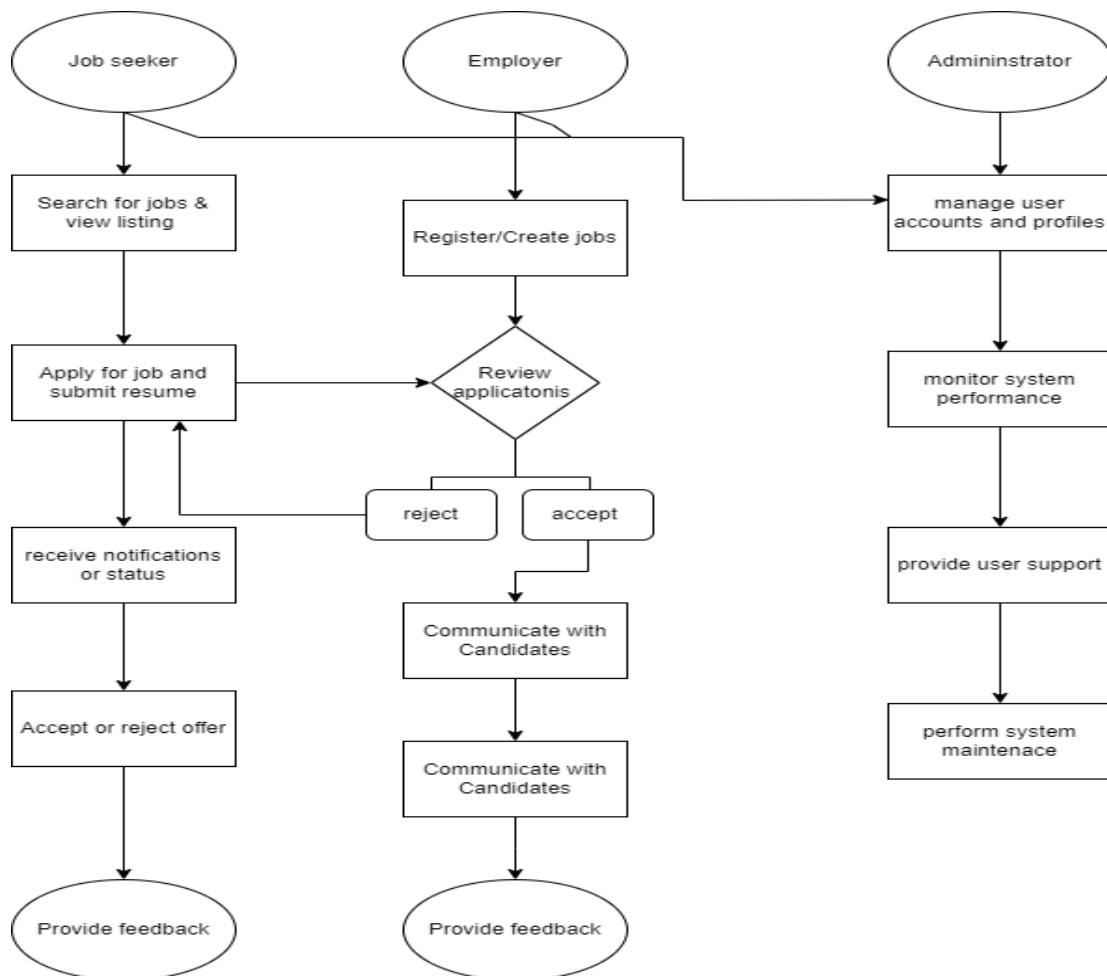 Job seeker
Employer
Admininstrator
Search for jobs &
view listing
Register/Create jobs
manage user
accounts and profiles
Apply for job and
submit resume
Review
applicatonis
monitor system
performance
reject
accept
receive notifications
or status
provide user support
Communicate with
Candidates
Accept or reject offer
perform system
maintenace
Communicate with
Candidates
Provide feedback
Provide feedback